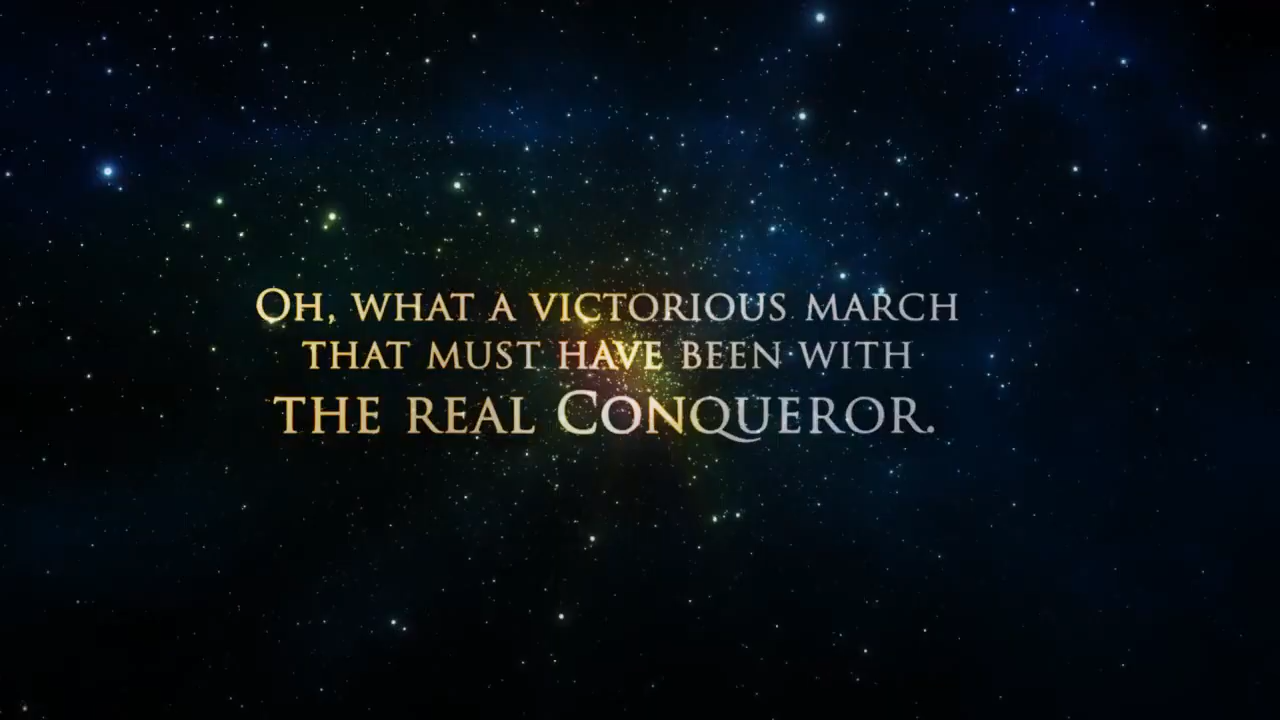 Oh, what a victorious march
that must have been with
the real Conqueror.